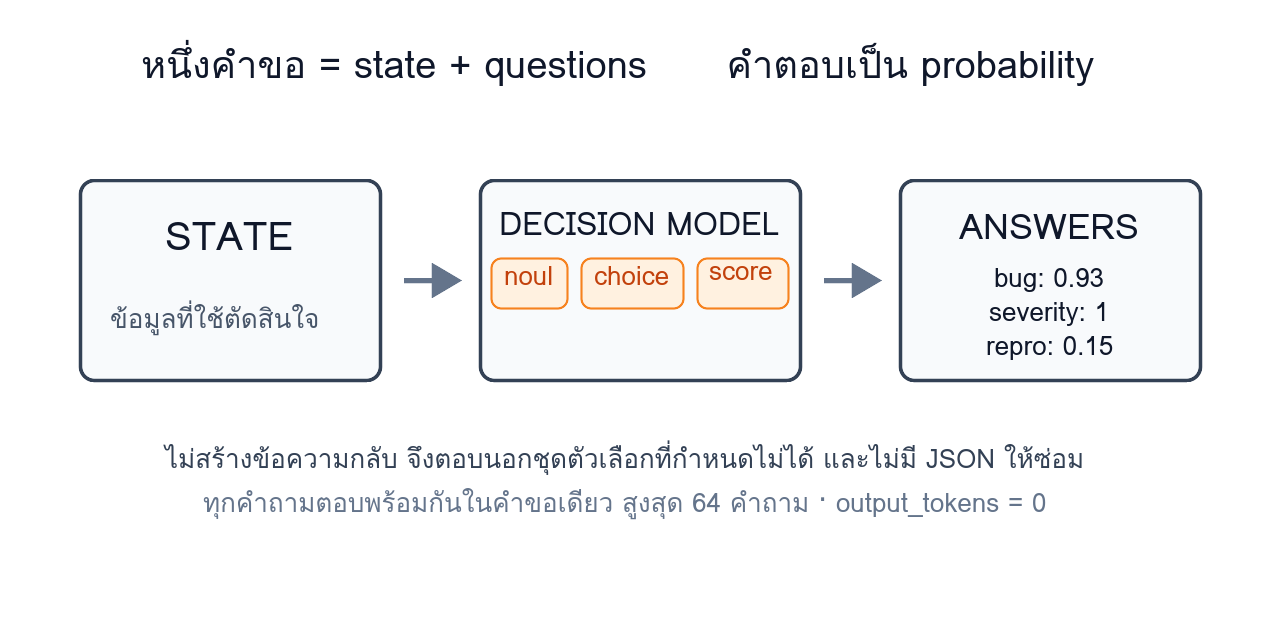 หนึ่งคำขอ = state + questions คำตอบเป็น probability
STATE
ข้อมูลที่ใช้ตัดสินใจ
DECISION MODEL
noul choice score
ANSWERS
bug: 0.93
severity: 1
repro: 0.15
ไม่สร้างข้อความกลับ จึงตอบนอกชุดตัวเลือกที่กำหนดไม่ได้ และไม่มี JSON ให้ซ่อม
ทุกคำถามตอบพร้อมกันในคำขอเดียว สูงสุด 64 คำถาม · output_tokens = 0